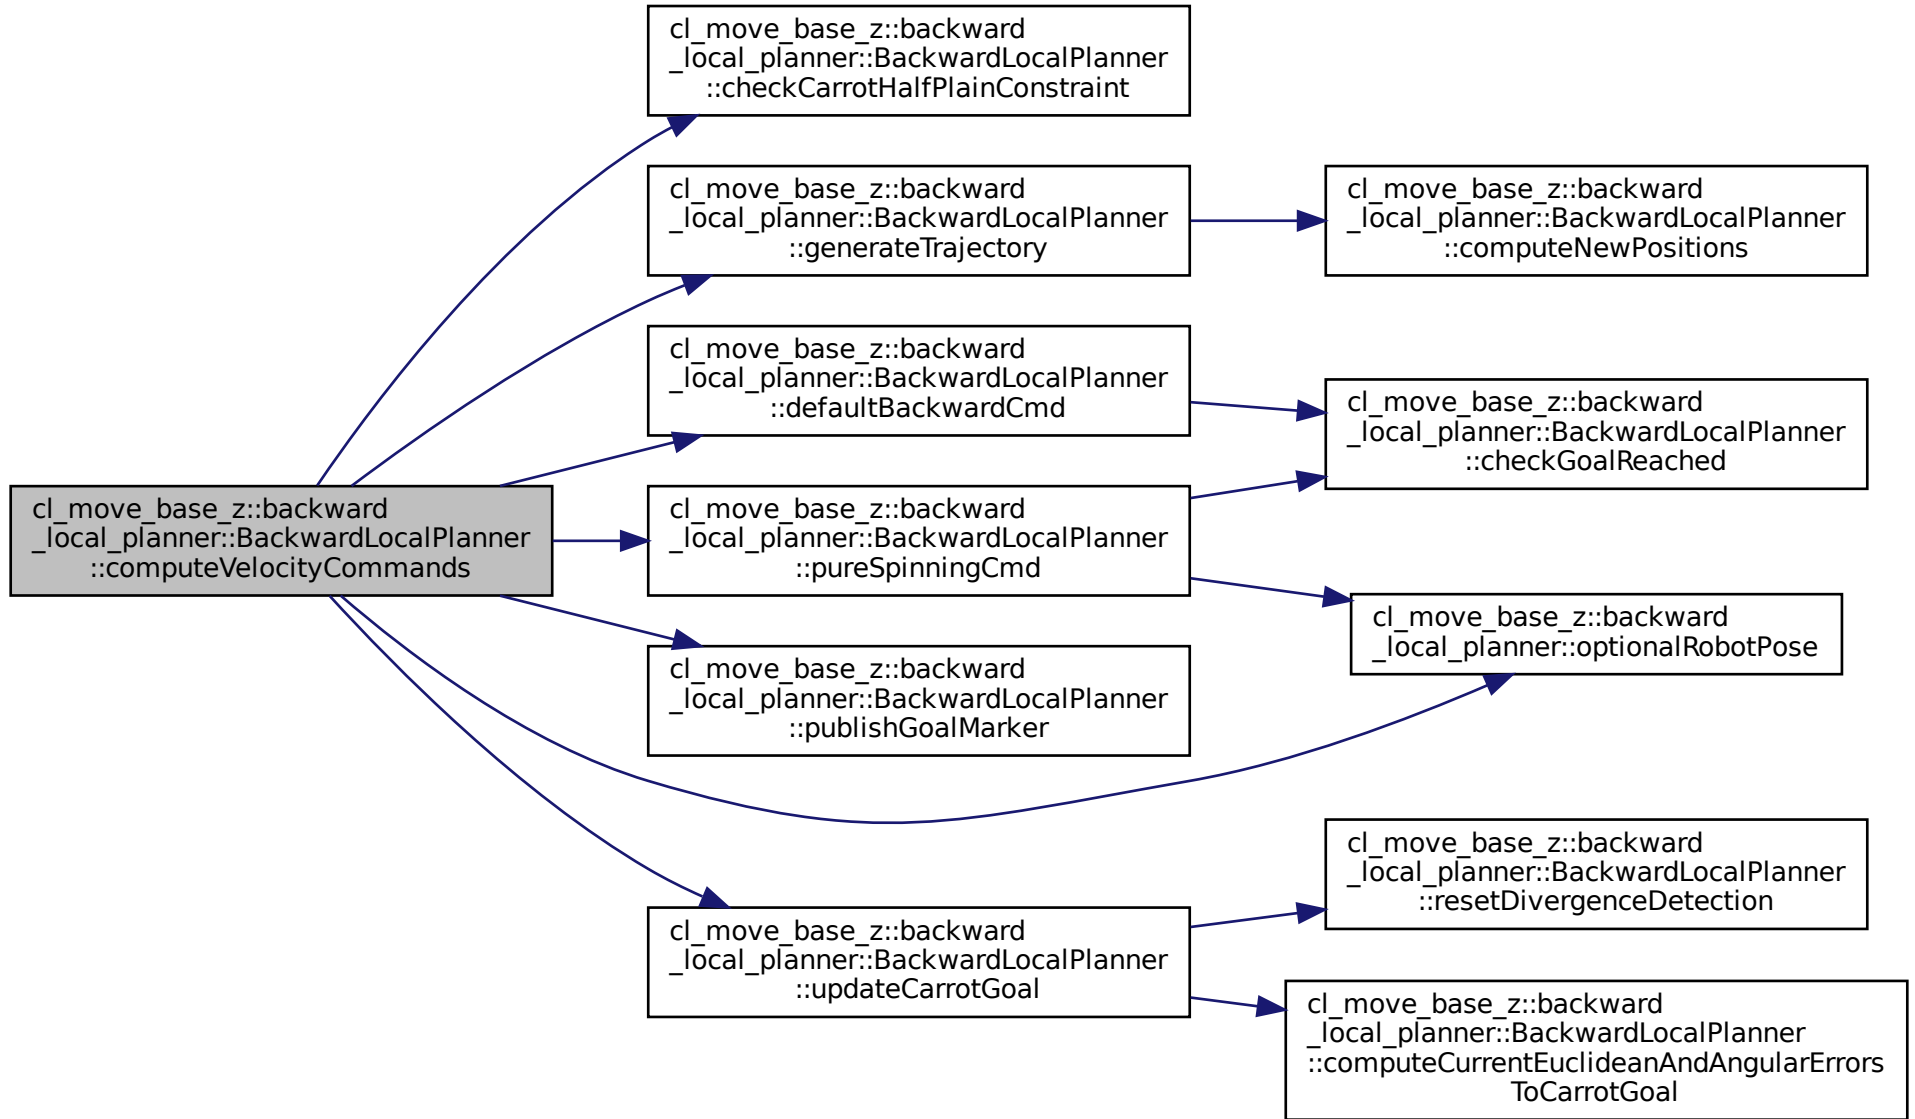 cl_move_base_z::backward
_local_planner::BackwardLocalPlanner
::checkCarrotHalfPlainConstraint
cl_move_base_z::backward
_local_planner::BackwardLocalPlanner
::generateTrajectory
cl_move_base_z::backward
_local_planner::BackwardLocalPlanner
::computeNewPositions
cl_move_base_z::backward
_local_planner::BackwardLocalPlanner
::defaultBackwardCmd
cl_move_base_z::backward
_local_planner::BackwardLocalPlanner
::checkGoalReached
cl_move_base_z::backward
_local_planner::BackwardLocalPlanner
::computeVelocityCommands
cl_move_base_z::backward
_local_planner::BackwardLocalPlanner
::pureSpinningCmd
cl_move_base_z::backward
_local_planner::optionalRobotPose
cl_move_base_z::backward
_local_planner::BackwardLocalPlanner
::publishGoalMarker
cl_move_base_z::backward
_local_planner::BackwardLocalPlanner
::resetDivergenceDetection
cl_move_base_z::backward
_local_planner::BackwardLocalPlanner
::updateCarrotGoal
cl_move_base_z::backward
_local_planner::BackwardLocalPlanner
::computeCurrentEuclideanAndAngularErrors
ToCarrotGoal